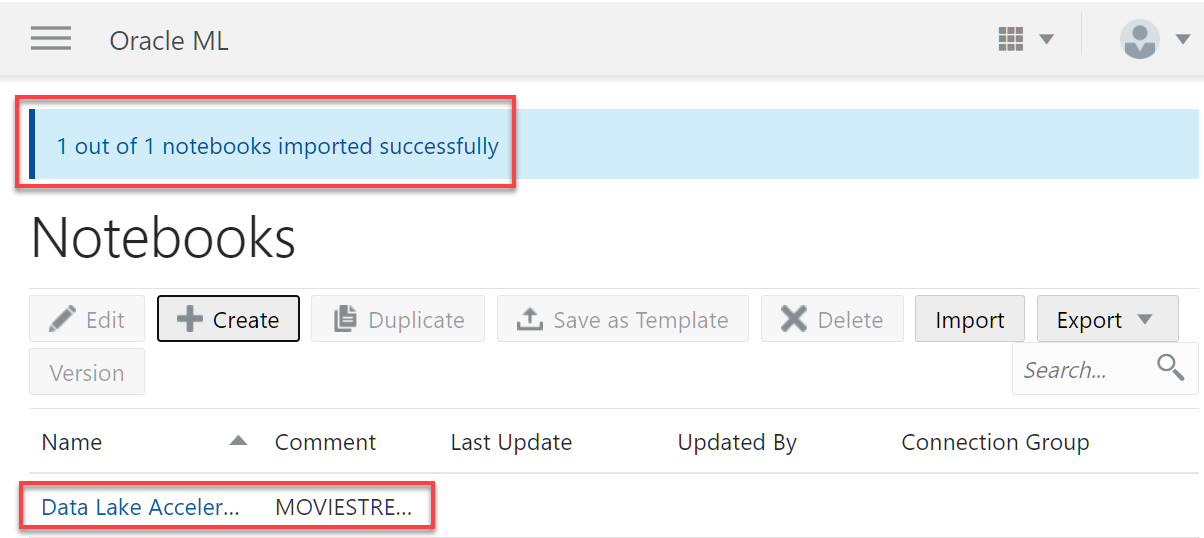 Oracle ML
1 out of 1 notebooks imported successfully
Notebooks
Edit Create Duplicate Save as Template Delete Import Export
Version Search...
Name Comment Last Update Updated By Connection Group
Data Lake Acceler... MOVIESTRE...